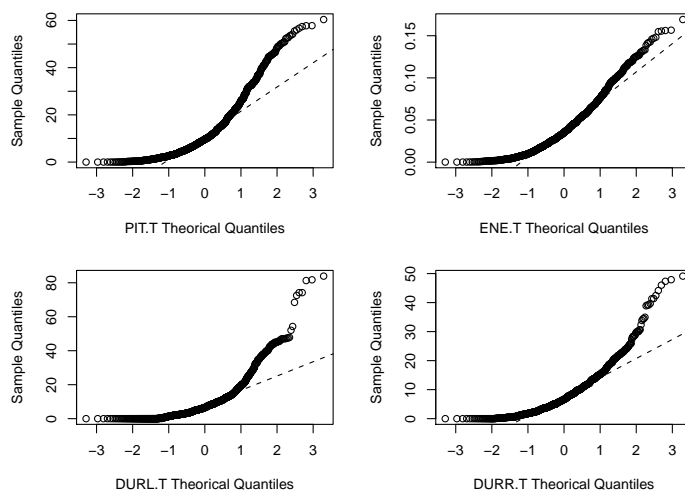 0 20 40 60
Sample Quantiles
−3 −2 −1 0 1 2 3
PIT.T Theorical Quantiles
0.00 0.05 0.10 0.15
Sample Quantiles
−3 −2 −1 0 1 2 3
ENE.T Theorical Quantiles
0 20 40 60 80
Sample Quantiles
−3 −2 −1 0 1 2 3
DURL.T Theorical Quantiles
0 10 20 30 40 50
Sample Quantiles
−3 −2 −1 0 1 2 3
DURR.T Theorical Quantiles